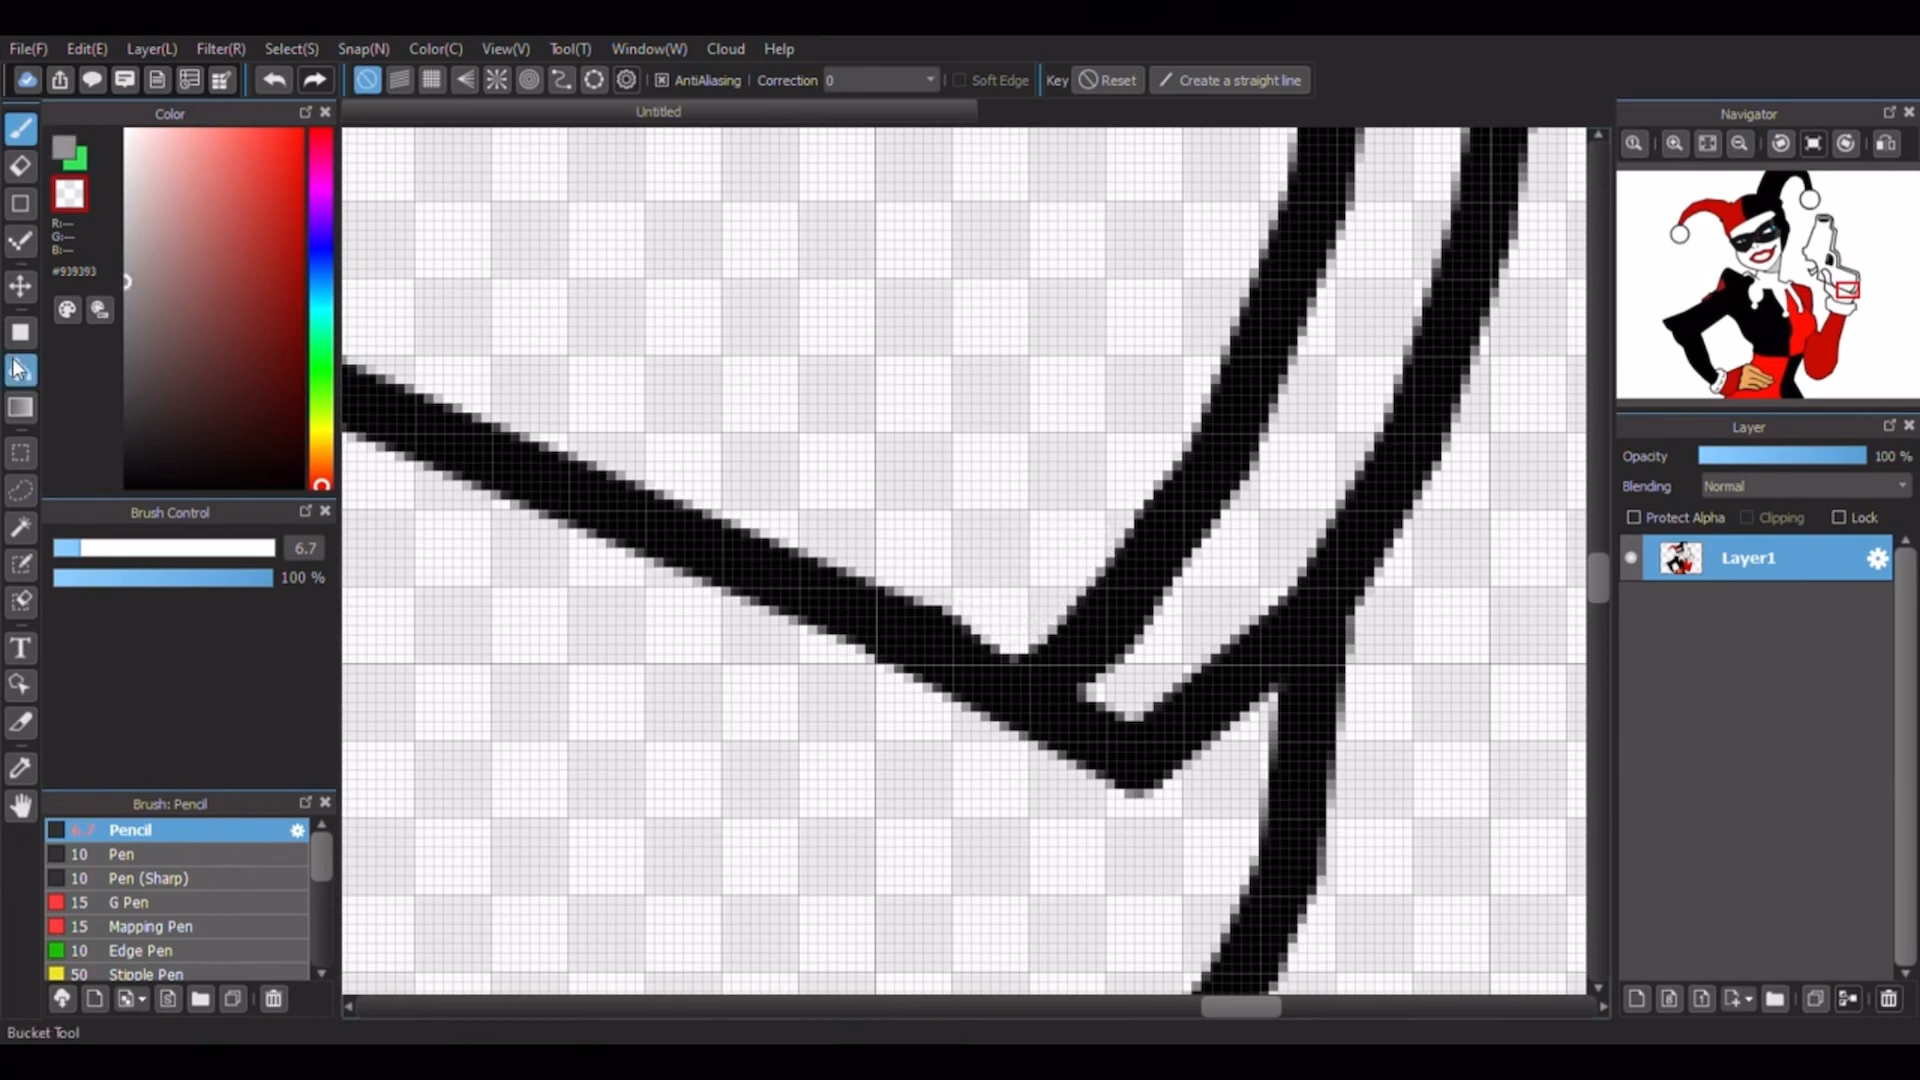 File(F) Edit(E) Layer(L) Filter(R) Select(S) Snap(N) Color(C) View(V) Tool(T) Window(W) Cloud Help
AntiAliasing Correction 0 Soft Edge Key Reset Create a straight line
Color
Untitled
Navigator
R:---
G:---
B:---
#939393
Layer
Opacity 100 %
Blending Normal
Protect Alpha Clipping Lock
Layer1
Brush Control
6.7
100 %
Brush: Pencil
6.7 Pencil
10 Pen
10 Pen (Sharp)
15 G Pen
15 Mapping Pen
10 Edge Pen
50 Stipple Pen
Bucket Tool